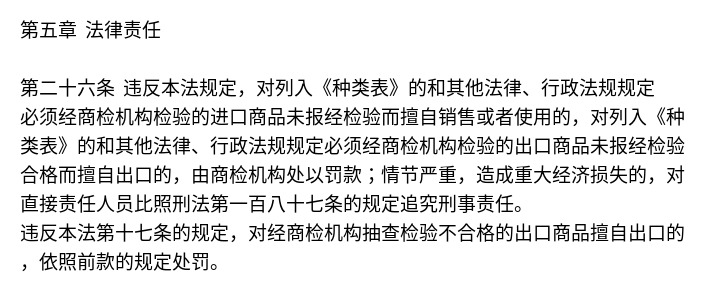 第五章  法律责任
第二十六条  违反本法规定，对列入《种类表》的和其他法律、行政法规规定
必须经商检机构检验的进口商品未报经检验而擅自销售或者使用的，对列入《种
类表》的和其他法律、行政法规规定必须经商检机构检验的出口商品未报经检验
合格而擅自出口的，由商检机构处以罚款；情节严重，造成重大经济损失的，对
直接责任人员比照刑法第一百八十七条的规定追究刑事责任。
违反本法第十七条的规定，对经商检机构抽查检验不合格的出口商品擅自出口的
，依照前款的规定处罚。